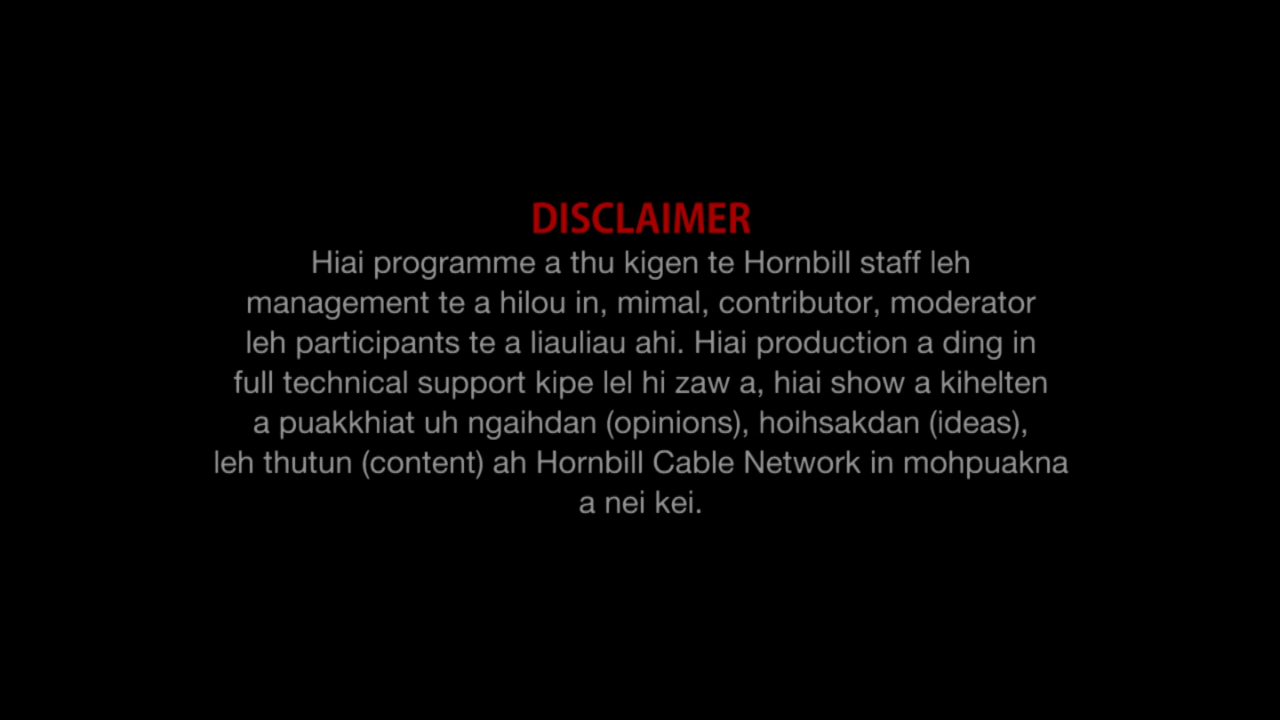 DISCLAIMER
Hiai programme a thu kigen te Hornbill staff leh
management te a hilou in, mimal, contributor, moderator
leh participants te a liauliau ahi. Hiai production a ding in
full technical support kipe lel hi zaw a, hiai show a kihelten
a puakkhiat uh ngaihdan (opinions), hoihsakdan (ideas),
leh thutun (content) ah Hornbill Cable Network in mohpuakna
a nei kei.